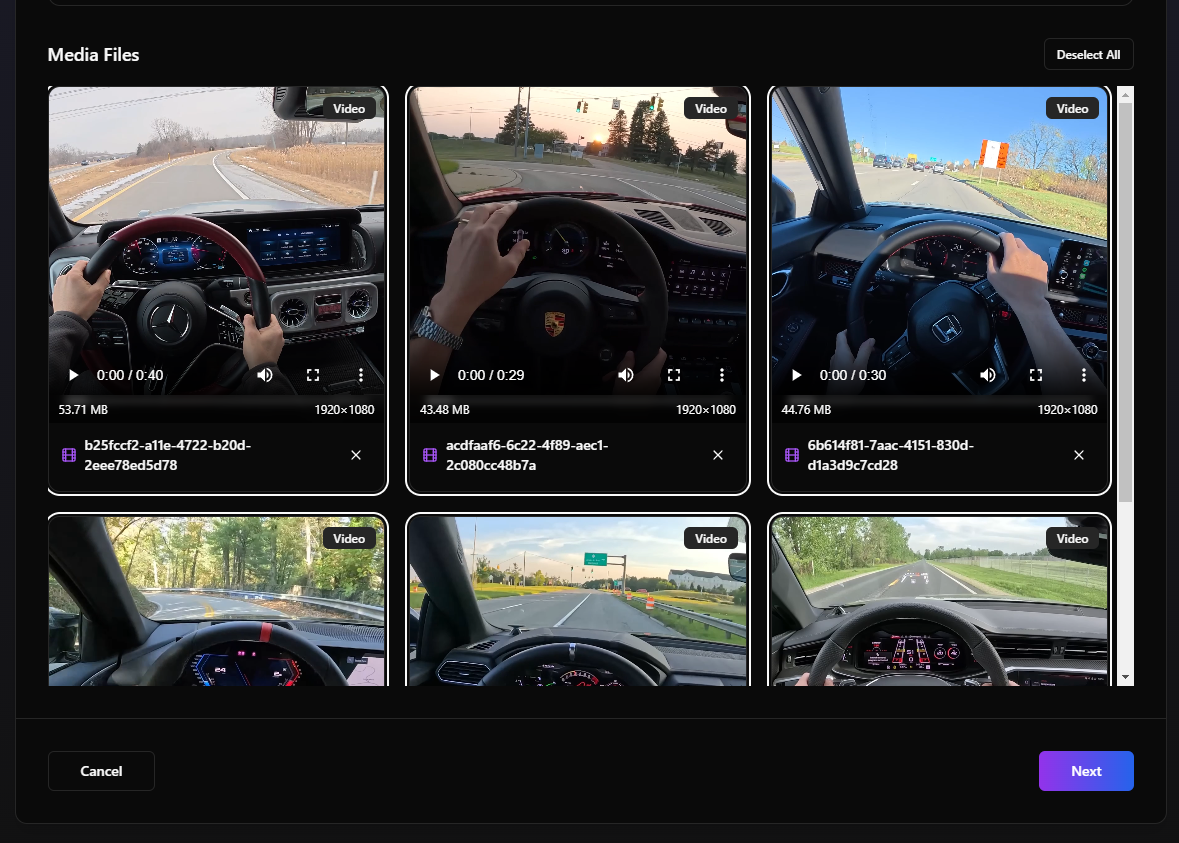 Media Files
Deselect All
Video
Video
Video
0:00 / 0:40
0:00 / 0:29
0:00 / 0:30
53.71 MB
1920×1080
43.48 MB
1920×1080
44.76 MB
1920×1080
b25fccf2-a11e-4722-b20d-
2eee78ed5d78
acdfaaf6-6c22-4f89-aec1-
2c080cc48b7a
6b614f81-7aac-4151-830d-
d1a3d9c7cd28
Video
Video
Video
Cancel
Next